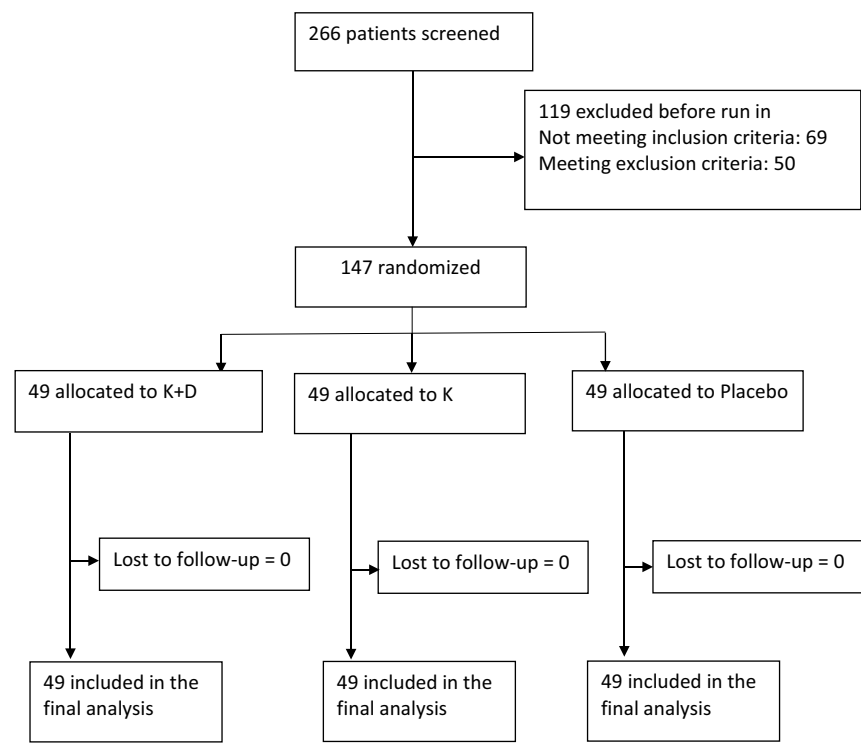 266 patients screened
119 excluded before run in
Not meeting inclusion criteria: 69
Meeting exclusion criteria: 50
147 randomized
49 allocated to K+D
49 allocated to K
49 allocated to Placebo
Lost to follow-up = 0
Lost to follow-up = 0
Lost to follow-up = 0
49 included in the
final analysis
49 included in the
final analysis
49 included in the
final analysis